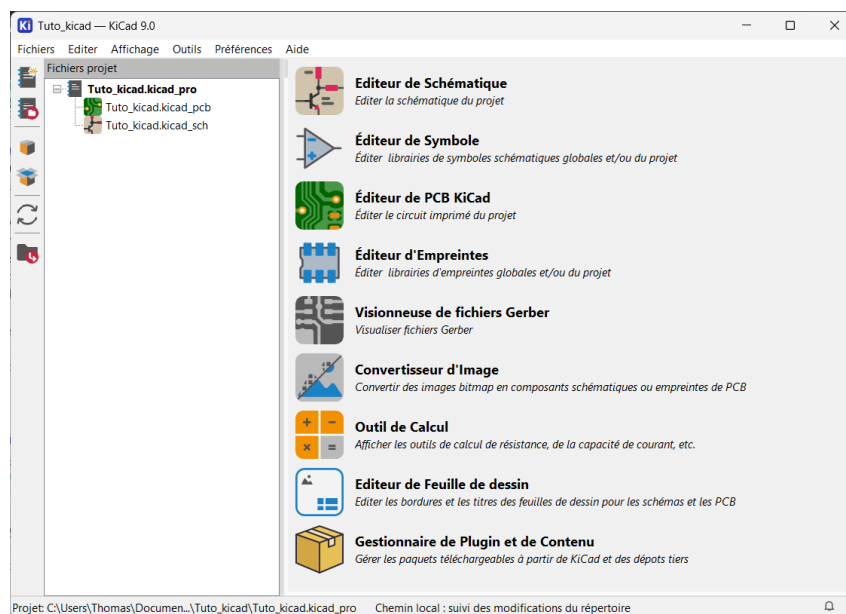 Ki Tuto_kicad — KiCad 9.0
Fichiers Editer Affichage Outils Préférences Aide
Fichiers projet
Tuto_kicad.kicad_pro
Tuto_kicad.kicad_pcb
Tuto_kicad.kicad_sch
Editeur de Schématique
Editer la schématique du projet
Éditeur de Symbole
Éditer librairies de symboles schématiques globales et/ou du projet
Éditeur de PCB KiCad
Éditer le circuit imprimé du projet
Éditeur d'Empreintes
Éditer librairies d'empreintes globales et/ou du projet
Visionneuse de fichiers Gerber
Visualiser fichiers Gerber
Convertisseur d'Image
Convertir des images bitmap en composants schématiques ou empreintes de PCB
Outil de Calcul
Afficher les outils de calcul de résistance, de la capacité de courant, etc.
Editeur de Feuille de dessin
Editer les bordures et les titres des feuilles de dessin pour les schémas et les PCB
Gestionnaire de Plugin et de Contenu
Gérer les paquets téléchargeables à partir de KiCad et des dépots tiers
Projet: C:\Users\Thomas\Documen...\Tuto_kicad\Tuto_kicad.kicad_pro Chemin local : suivi des modifications du répertoire